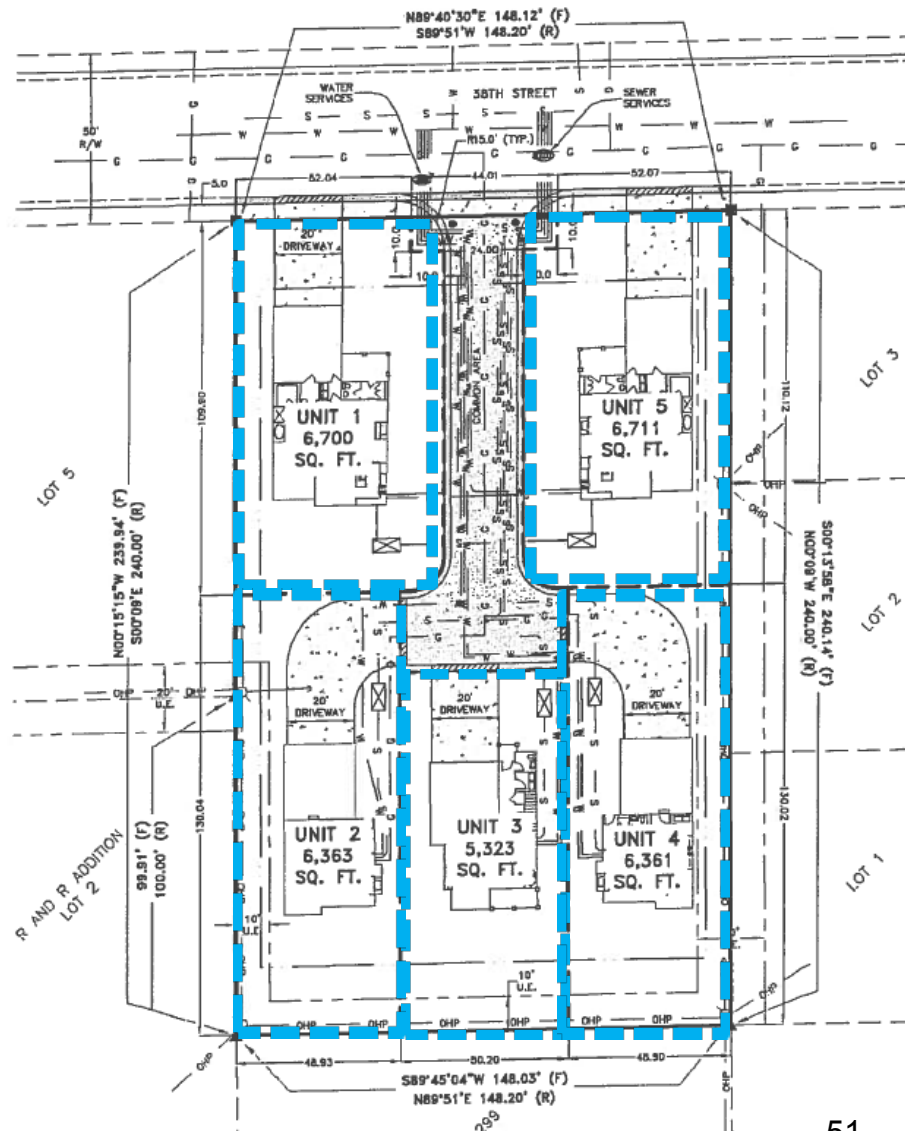 N89°40'30"E 148.12' (F)
S89°51'W 148.20' (R)
WATER
SERVICES
38TH STREET
SEWER
SERVICES
50'
R/W
R15.0' (TYP.)
5.0
52.04
44.01
52.07
20'
DRIVEWAY
10.0
24.00
10.0
COMMON AREA
UNIT 1
6,700
SQ. FT.
UNIT 5
6,711
SQ. FT.
109.90
110.12
LOT 5
LOT 3
LOT 2
LOT 1
N00°15'15"W 239.94' (F)
S00°09'E 240.00' (R)
S00°13'58"E 240.14' (F)
N00°09'W 240.00' (R)
OHP
20'
U.E.
OHP
20'
DRIVEWAY
DRIVEWAY
20'
DRIVEWAY
99.91' (F)
100.00' (R)
130.04
130.02
R AND R ADDITION
LOT 2
UNIT 2
6,363
SQ. FT.
UNIT 3
5,323
SQ. FT.
UNIT 4
6,361
SQ. FT.
10'
U.E.
10'
U.E.
U.E.
OHP OHP OHP OHP OHP OHP
48.93
50.20
48.90
S89°45'04"W 148.03' (F)
N89°51'E 148.20' (R)
51